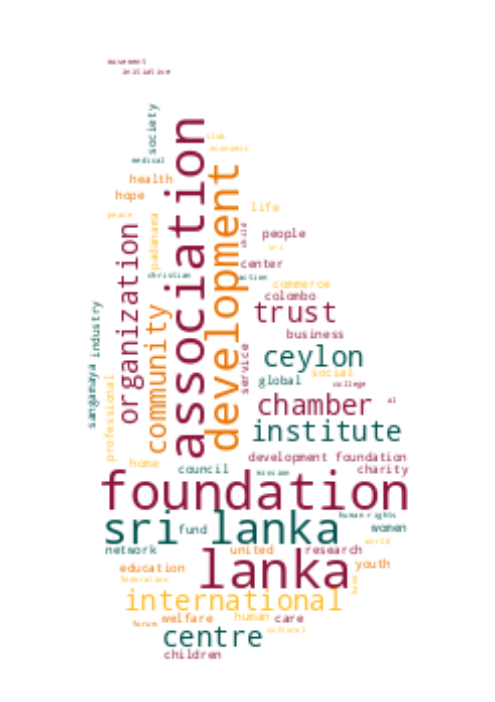 movement
initiative
society
association
club
economic
medical
development
health
hope
life
peace
padanama
organization
child
people
sri
center
christian
action
commerce
colombo
industry
community
trust
business
service
ceylon
sangamaya
professional
global
social
college
chamber
al
institute
home
council
development foundation
mission
charity
foundation
sri lanka
fund
human rights
women
world
network
united
research
lanka
education
youth
federation
international
forum
welfare
human
care
cultural
centre
children